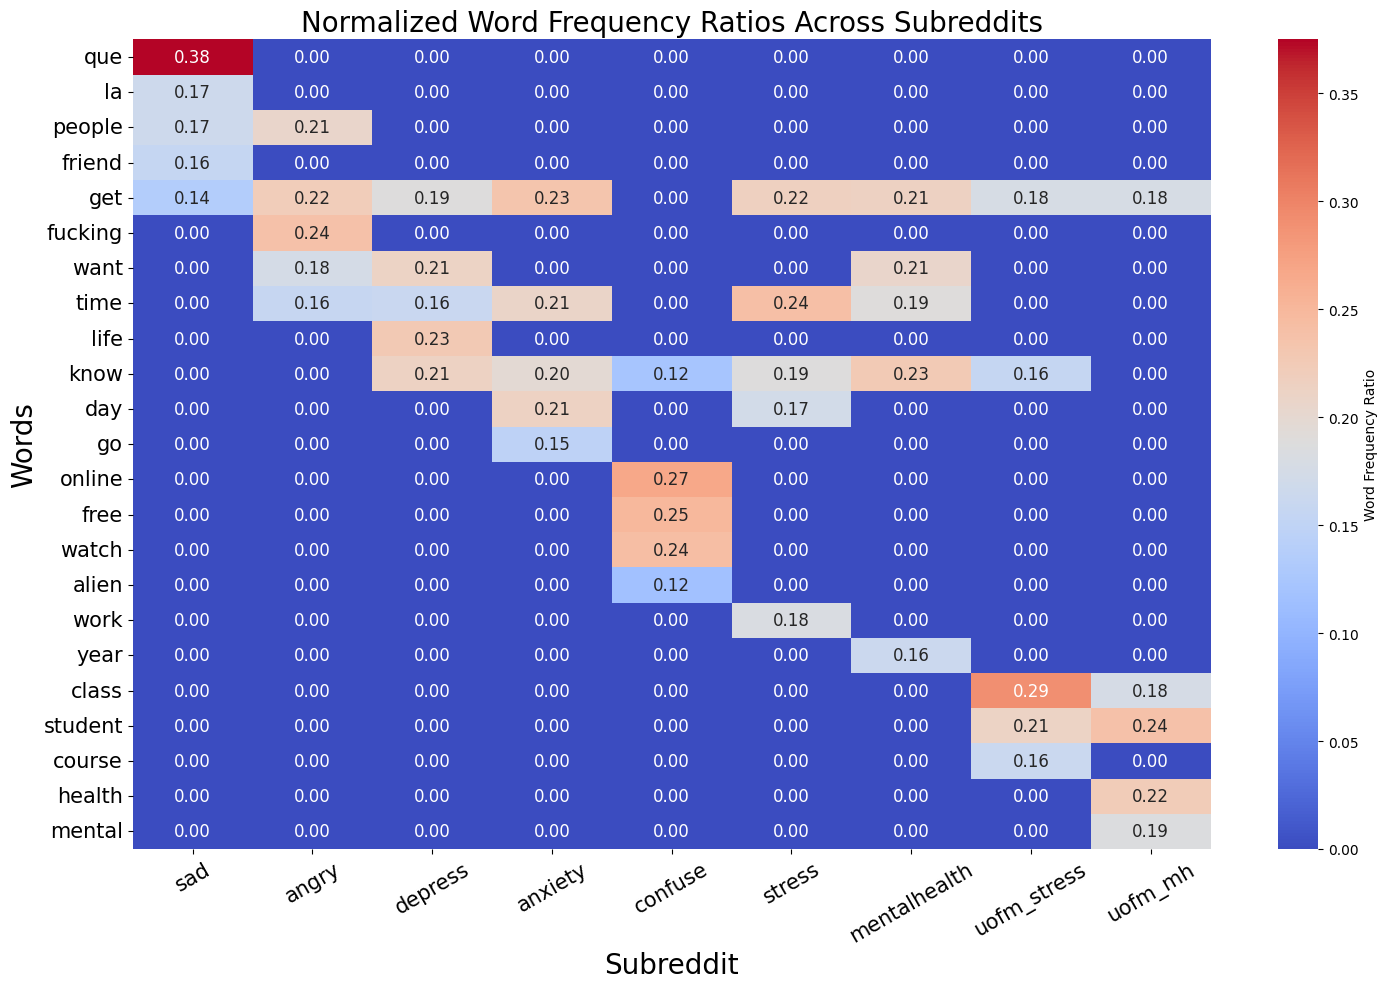 Normalized Word Frequency Ratios Across Subreddits
que 0.38 0.00 0.00 0.00 0.00 0.00 0.00 0.00 0.00
la 0.17 0.00 0.00 0.00 0.00 0.00 0.00 0.00 0.00
people 0.17 0.21 0.00 0.00 0.00 0.00 0.00 0.00 0.00
friend 0.16 0.00 0.00 0.00 0.00 0.00 0.00 0.00 0.00
get 0.14 0.22 0.19 0.23 0.00 0.22 0.21 0.18 0.18
fucking 0.00 0.24 0.00 0.00 0.00 0.00 0.00 0.00 0.00
want 0.00 0.18 0.21 0.00 0.00 0.00 0.21 0.00 0.00
time 0.00 0.16 0.16 0.21 0.00 0.24 0.19 0.00 0.00
life 0.00 0.00 0.23 0.00 0.00 0.00 0.00 0.00 0.00
know 0.00 0.00 0.21 0.20 0.12 0.19 0.23 0.16 0.00
day 0.00 0.00 0.00 0.21 0.00 0.17 0.00 0.00 0.00
go 0.00 0.00 0.00 0.15 0.00 0.00 0.00 0.00 0.00
online 0.00 0.00 0.00 0.00 0.27 0.00 0.00 0.00 0.00
free 0.00 0.00 0.00 0.00 0.25 0.00 0.00 0.00 0.00
watch 0.00 0.00 0.00 0.00 0.24 0.00 0.00 0.00 0.00
alien 0.00 0.00 0.00 0.00 0.12 0.00 0.00 0.00 0.00
work 0.00 0.00 0.00 0.00 0.00 0.18 0.00 0.00 0.00
year 0.00 0.00 0.00 0.00 0.00 0.00 0.16 0.00 0.00
class 0.00 0.00 0.00 0.00 0.00 0.00 0.00 0.29 0.18
student 0.00 0.00 0.00 0.00 0.00 0.00 0.00 0.21 0.24
course 0.00 0.00 0.00 0.00 0.00 0.00 0.00 0.16 0.00
health 0.00 0.00 0.00 0.00 0.00 0.00 0.00 0.00 0.22
mental 0.00 0.00 0.00 0.00 0.00 0.00 0.00 0.00 0.19
sad angry depress anxiety confuse stress mentalhealth uofm_stress uofm_mh
Subreddit
Words
0.35
0.30
0.25
0.20
0.15
0.10
0.05
0.00
Word Frequency Ratio